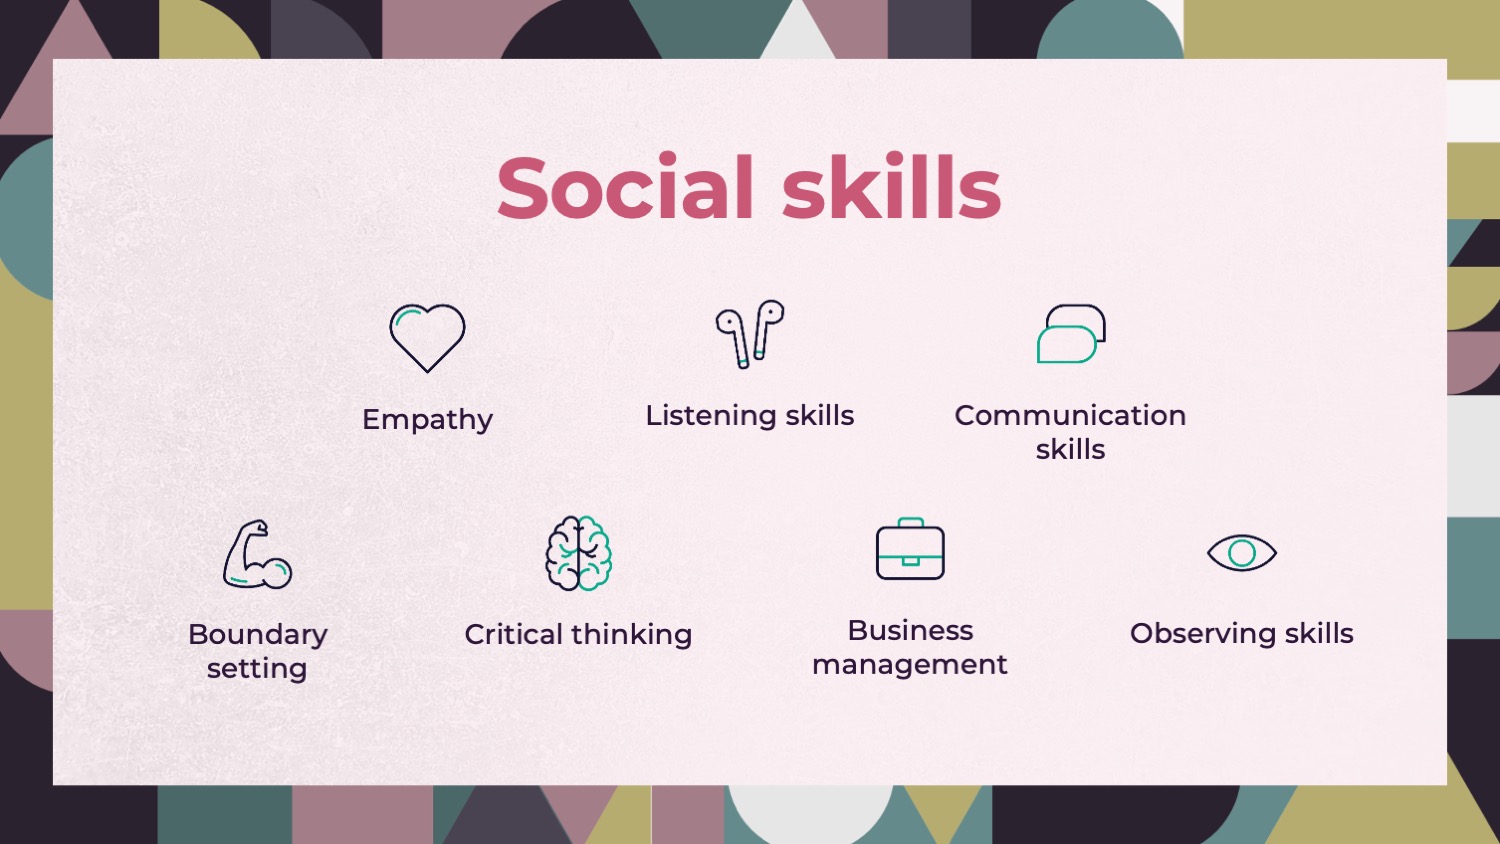 Social skills
Empathy
Listening skills
Communication
skills
Boundary
setting
Critical thinking
Business
management
Observing skills